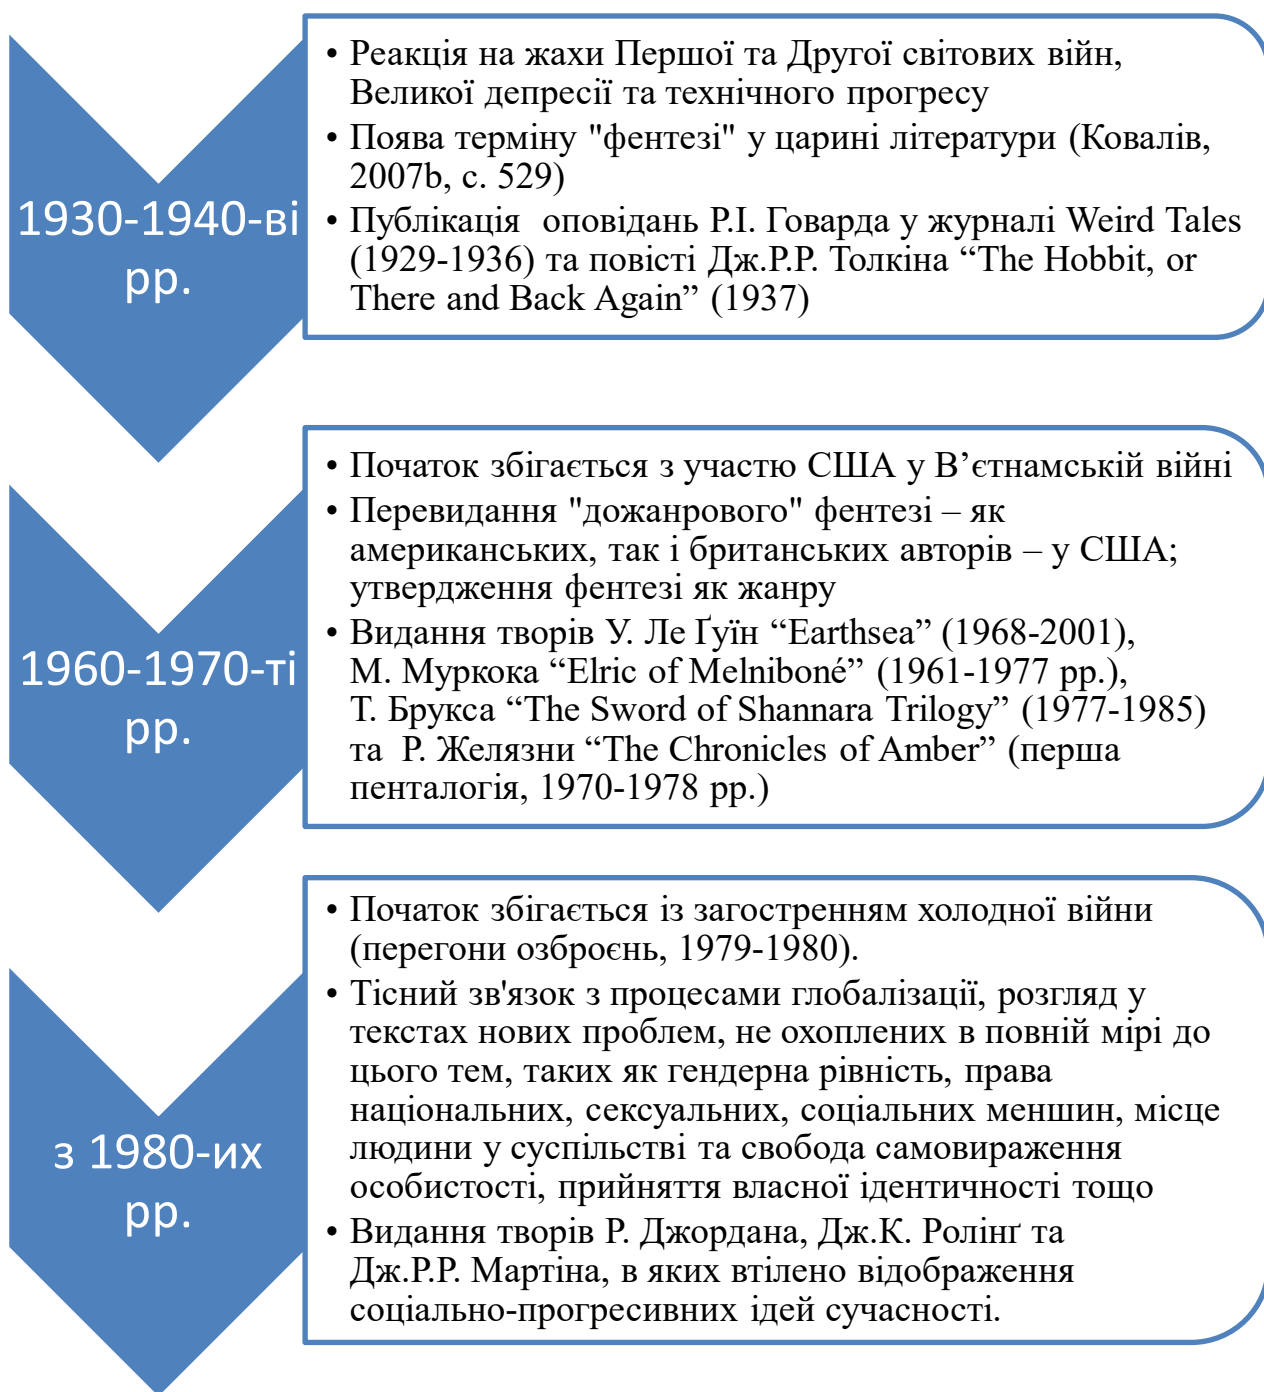 1930-1940-ві
рр.
• Реакція на жахи Першої та Другої світових війн,
Великої депресії та технічного прогресу
• Поява терміну "фентезі" у царині літератури (Ковалів,
2007b, с. 529)
• Публікація оповідань Р.І. Говарда у журналі Weird Tales
(1929-1936) та повісті Дж.Р.Р. Толкіна “The Hobbit, or
There and Back Again” (1937)
1960-1970-ті
рр.
• Початок збігається з участю США у В’єтнамській війні
• Перевидання "дожанрового" фентезі – як
американських, так і британських авторів – у США;
утвердження фентезі як жанру
• Видання творів У. Ле Ґуїн “Earthsea” (1968-2001),
М. Муркока “Elric of Melniboné” (1961-1977 рр.),
Т. Брукса “The Sword of Shannara Trilogy” (1977-1985)
та Р. Желязни “The Chronicles of Amber” (перша
пенталогія, 1970-1978 рр.)
з 1980-их
рр.
• Початок збігається із загостренням холодної війни
(перегони озброєнь, 1979-1980).
• Тісний зв'язок з процесами глобалізації, розгляд у
текстах нових проблем, не охоплених в повній мірі до
цього тем, таких як гендерна рівність, права
національних, сексуальних, соціальних меншин, місце
людини у суспільстві та свобода самовираження
особистості, прийняття власної ідентичності тощо
• Видання творів Р. Джордана, Дж.К. Ролінґ та
Дж.Р.Р. Мартіна, в яких втілено відображення
соціально-прогресивних ідей сучасності.